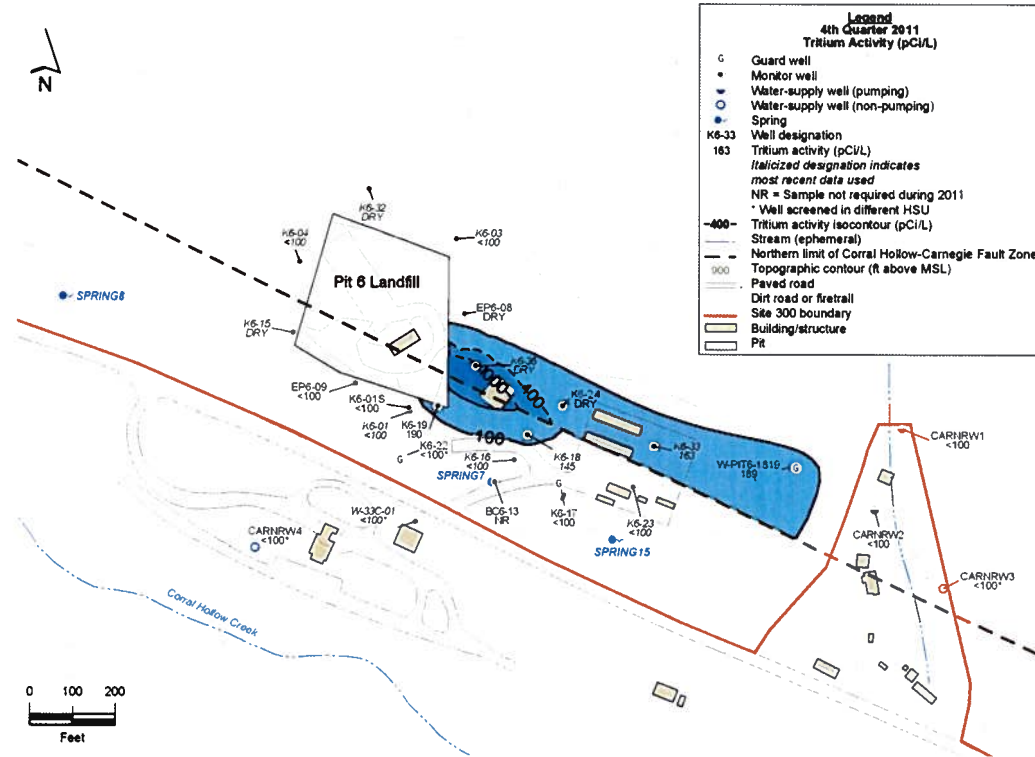 Legend
4th Quarter 2011
Tritium Activity (pCi/L)
G Guard well
Monitor well
Water-supply well (pumping)
Water-supply well (non-pumping)
Spring
K6-33 Well designation
163 Tritium activity (pCi/L)
Italicized designation indicates
most recent data used
NR = Sample not required during 2011
* Well screened in different HSU
-400- Tritium activity isocontour (pCi/L)
Stream (ephemeral)
Northern limit of Corral Hollow-Carnegie Fault Zone
900 Topographic contour (ft above MSL)
Paved road
Dirt road or firetrail
Site 300 boundary
Building/structure
Pit
N
K6-32
DRY
K6-04
<100
K6-03
<100
Pit 6 Landfill
SPRING8
EP6-08
DRY
K6-15
DRY
K6-35
DRY
1000
400
EP6-09
<100
K6-24
DRY
K6-01S
<100
K6-01
<100
K6-19
190
100
K6-22
<100*
K6-16
<100
K6-18
145
K6-33
163
W-PIT6-1819
189
G
CARNRW1
<100
SPRING7
G
G
BC6-13
NR
K6-17
<100
K6-23
<100
W-33C-01
<100*
CARNRW4
<100*
SPRING15
CARNRW2
<100
CARNRW3
<100*
Corral Hollow Creek
0 100 200
Feet